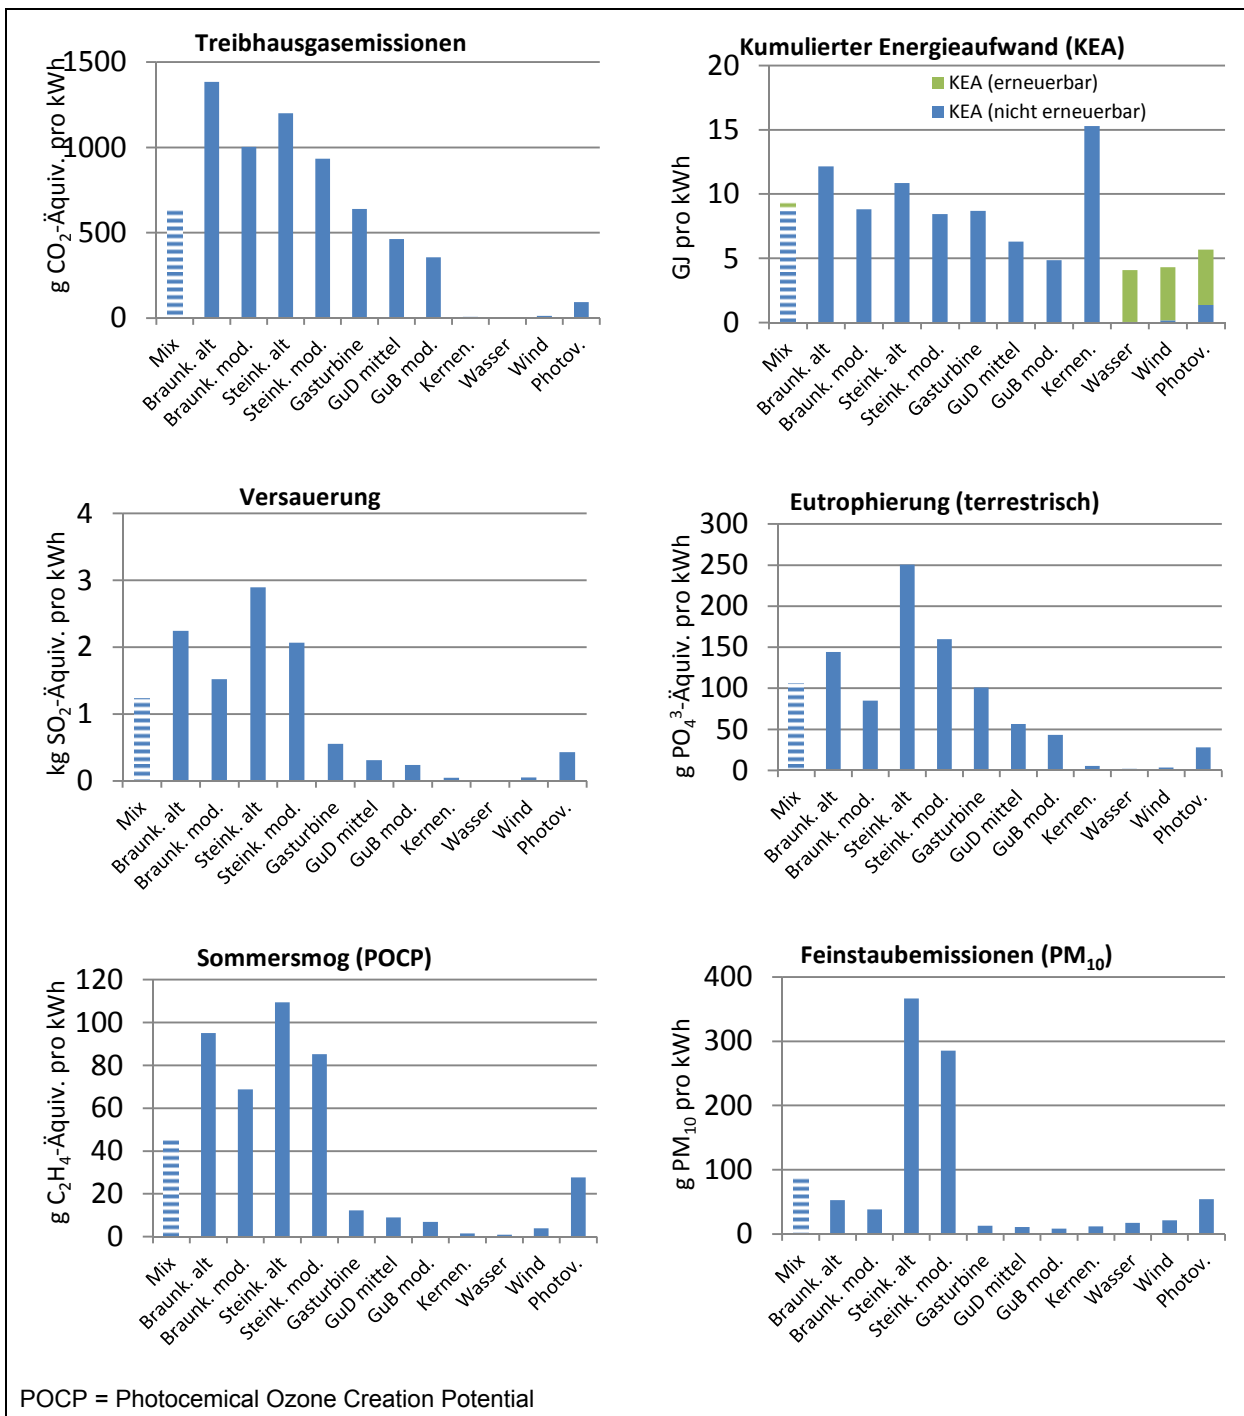 Treibhausgasemissionen
g CO₂-Äquiv. pro kWh
1500
1000
500
0
Mix
Braunk. alt
Braunk. mod.
Steink. alt
Steink. mod.
Gasturbine
GuD mittel
GuB mod.
Kernen.
Wasser
Wind
Photov.
Kumulierter Energieaufwand (KEA)
KEA (erneuerbar)
KEA (nicht erneuerbar)
GJ pro kWh
20
15
10
5
0
Mix
Braunk. alt
Braunk. mod.
Steink. alt
Steink. mod.
Gasturbine
GuD mittel
GuB mod.
Kernen.
Wasser
Wind
Photov.
Versauerung
kg SO₂-Äquiv. pro kWh
4
3
2
1
0
Mix
Braunk. alt
Braunk. mod.
Steink. alt
Steink. mod.
Gasturbine
GuD mittel
GuB mod.
Kernen.
Wasser
Wind
Photov.
Eutrophierung (terrestrisch)
g PO₄³-Äquiv. pro kWh
300
250
200
150
100
50
0
Mix
Braunk. alt
Braunk. mod.
Steink. alt
Steink. mod.
Gasturbine
GuD mittel
GuB mod.
Kernen.
Wasser
Wind
Photov.
Sommersmog (POCP)
g C₂H₄-Äquiv. pro kWh
120
100
80
60
40
20
0
Mix
Braunk. alt
Braunk. mod.
Steink. alt
Steink. mod.
Gasturbine
GuD mittel
GuB mod.
Kernen.
Wasser
Wind
Photov.
Feinstaubemissionen (PM₁₀)
g PM₁₀ pro kWh
400
300
200
100
0
Mix
Braunk. alt
Braunk. mod.
Steink. alt
Steink. mod.
Gasturbine
GuD mittel
GuB mod.
Kernen.
Wasser
Wind
Photov.
POCP = Photocemical Ozone Creation Potential